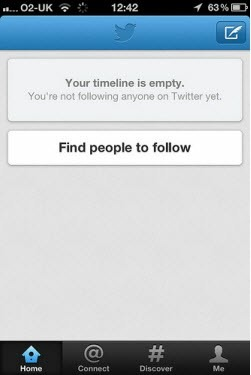 O2-UK 12:42 63%
Your timeline is empty.
You're not following anyone on Twitter yet.
Find people to follow
Home @ Connect # Discover Me